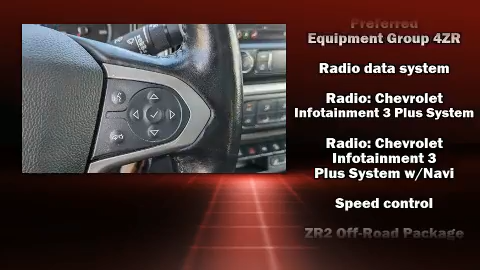 Preferred
Equipment Group 4ZR
Radio data system
Radio: Chevrolet
Infotainment 3 Plus System
Radio: Chevrolet
Infotainment 3
Plus System w/Navi
Speed control
ZR2 Off-Road Package